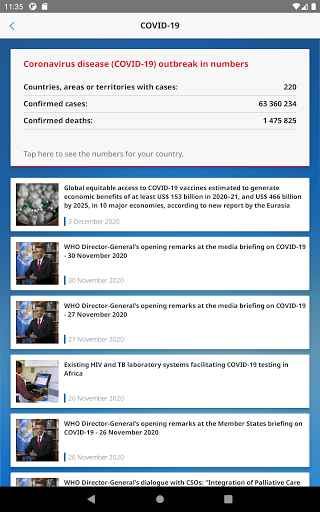 11:35
COVID-19
Coronavirus disease (COVID-19) outbreak in numbers
Countries, areas or territories with cases: 220
Confirmed cases: 63 360 234
Confirmed deaths: 1 475 825
Tap here to see the numbers for your country.
Global equitable access to COVID-19 vaccines estimated to generate
economic benefits of at least US$ 153 billion in 2020–21, and US$ 466 billion
by 2025, in 10 major economies, according to new report by the Eurasia
3 December 2020
WHO Director-General's opening remarks at the media briefing on COVID-19
- 30 November 2020
30 November 2020
WHO Director-General's opening remarks at the media briefing on COVID-19
- 27 November 2020
27 November 2020
Existing HIV and TB laboratory systems facilitating COVID-19 testing in
Africa
26 November 2020
WHO Director-General's opening remarks at the Member States briefing on
COVID-19 - 26 November 2020
26 November 2020
WHO Director-General's dialogue with CSOs: "Integration of Palliative Care